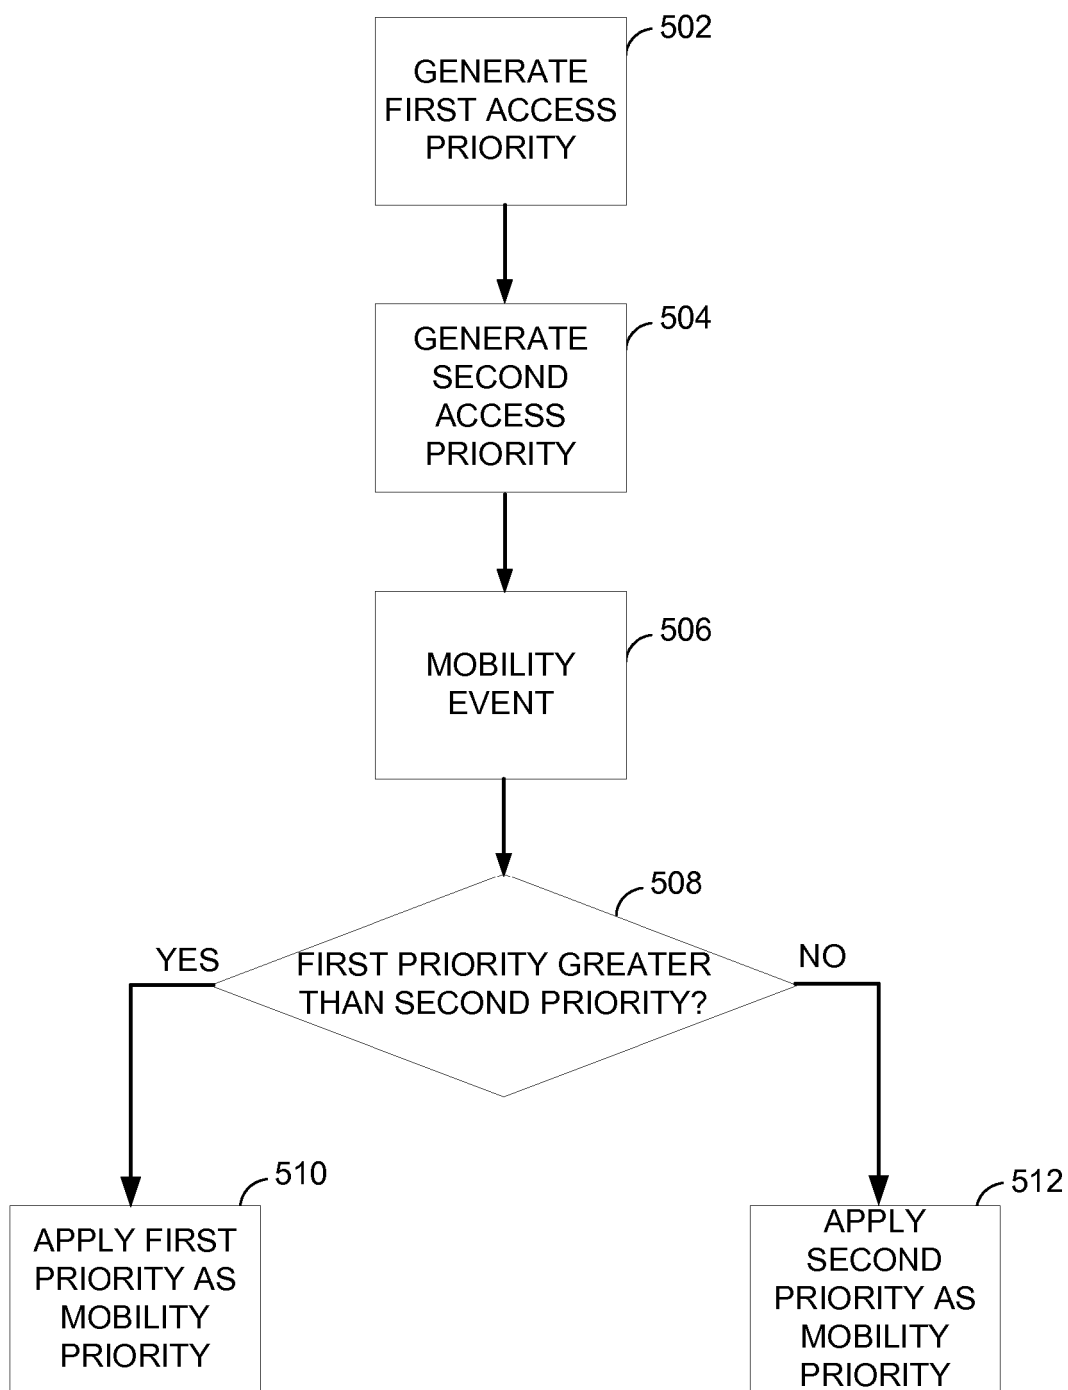 502
GENERATE
FIRST ACCESS
PRIORITY
504
GENERATE
SECOND
ACCESS
PRIORITY
506
MOBILITY
EVENT
508
YES
FIRST PRIORITY GREATER
THAN SECOND PRIORITY?
NO
510
APPLY FIRST
PRIORITY AS
MOBILITY
PRIORITY
512
APPLY
SECOND
PRIORITY AS
MOBILITY
PRIORITY